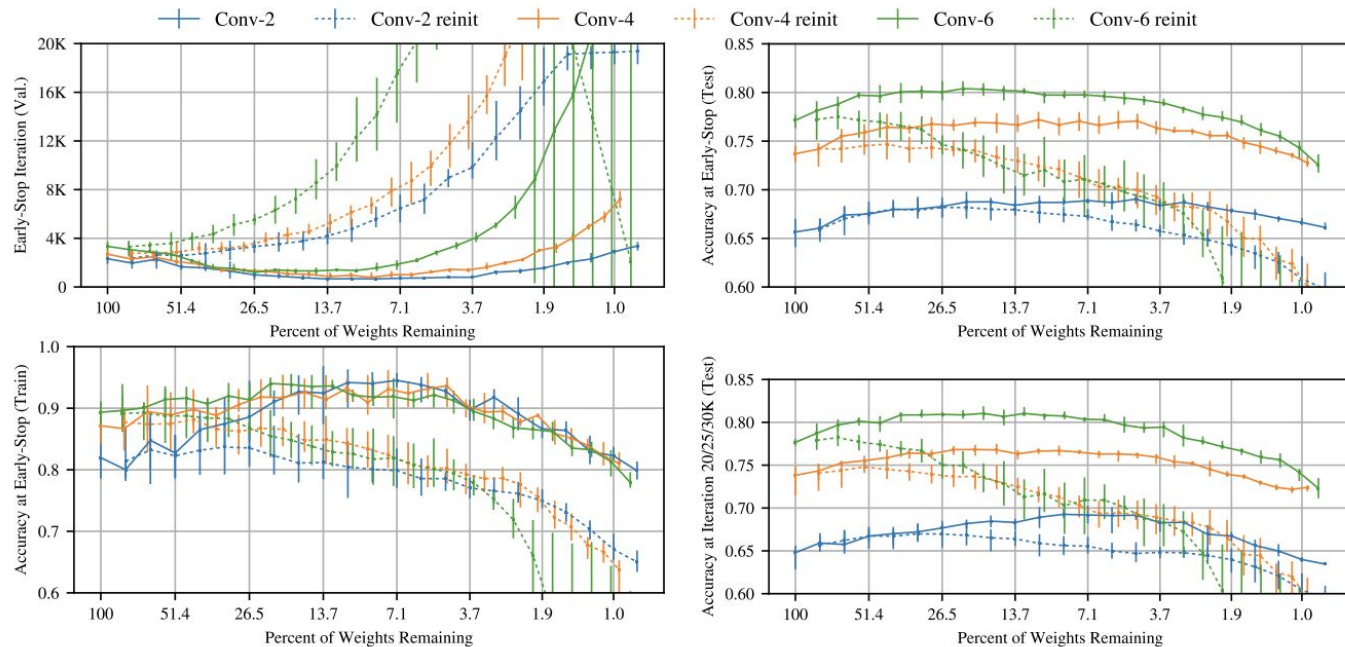 Conv-2 Conv-2 reinit Conv-4 Conv-4 reinit Conv-6 Conv-6 reinit
Early-Stop Iteration (Val.)
20K
16K
12K
8K
4K
0
100 51.4 26.5 13.7 7.1 3.7 1.9 1.0
Percent of Weights Remaining
Accuracy at Early-Stop (Test)
0.85
0.80
0.75
0.70
0.65
0.60
100 51.4 26.5 13.7 7.1 3.7 1.9 1.0
Percent of Weights Remaining
Accuracy at Early-Stop (Train)
1.0
0.9
0.8
0.7
0.6
100 51.4 26.5 13.7 7.1 3.7 1.9 1.0
Percent of Weights Remaining
Accuracy at Iteration 20/25/30K (Test)
0.85
0.80
0.75
0.70
0.65
0.60
100 51.4 26.5 13.7 7.1 3.7 1.9 1.0
Percent of Weights Remaining